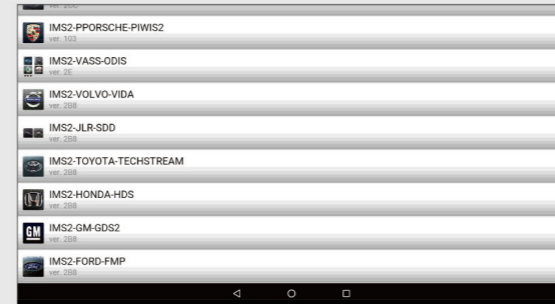 IMS2-PPORSCHE-PIWIS2
ver. 103
IMS2-VASS-ODIS
ver. 2E
IMS2-VOLVO-VIDA
ver. 2B8
IMS2-JLR-SDD
ver. 2B8
IMS2-TOYOTA-TECHSTREAM
ver. 2B8
IMS2-HONDA-HDS
ver. 2B8
GM
IMS2-GM-GDS2
ver. 2B8
IMS2-FORD-FMP
ver. 2B8